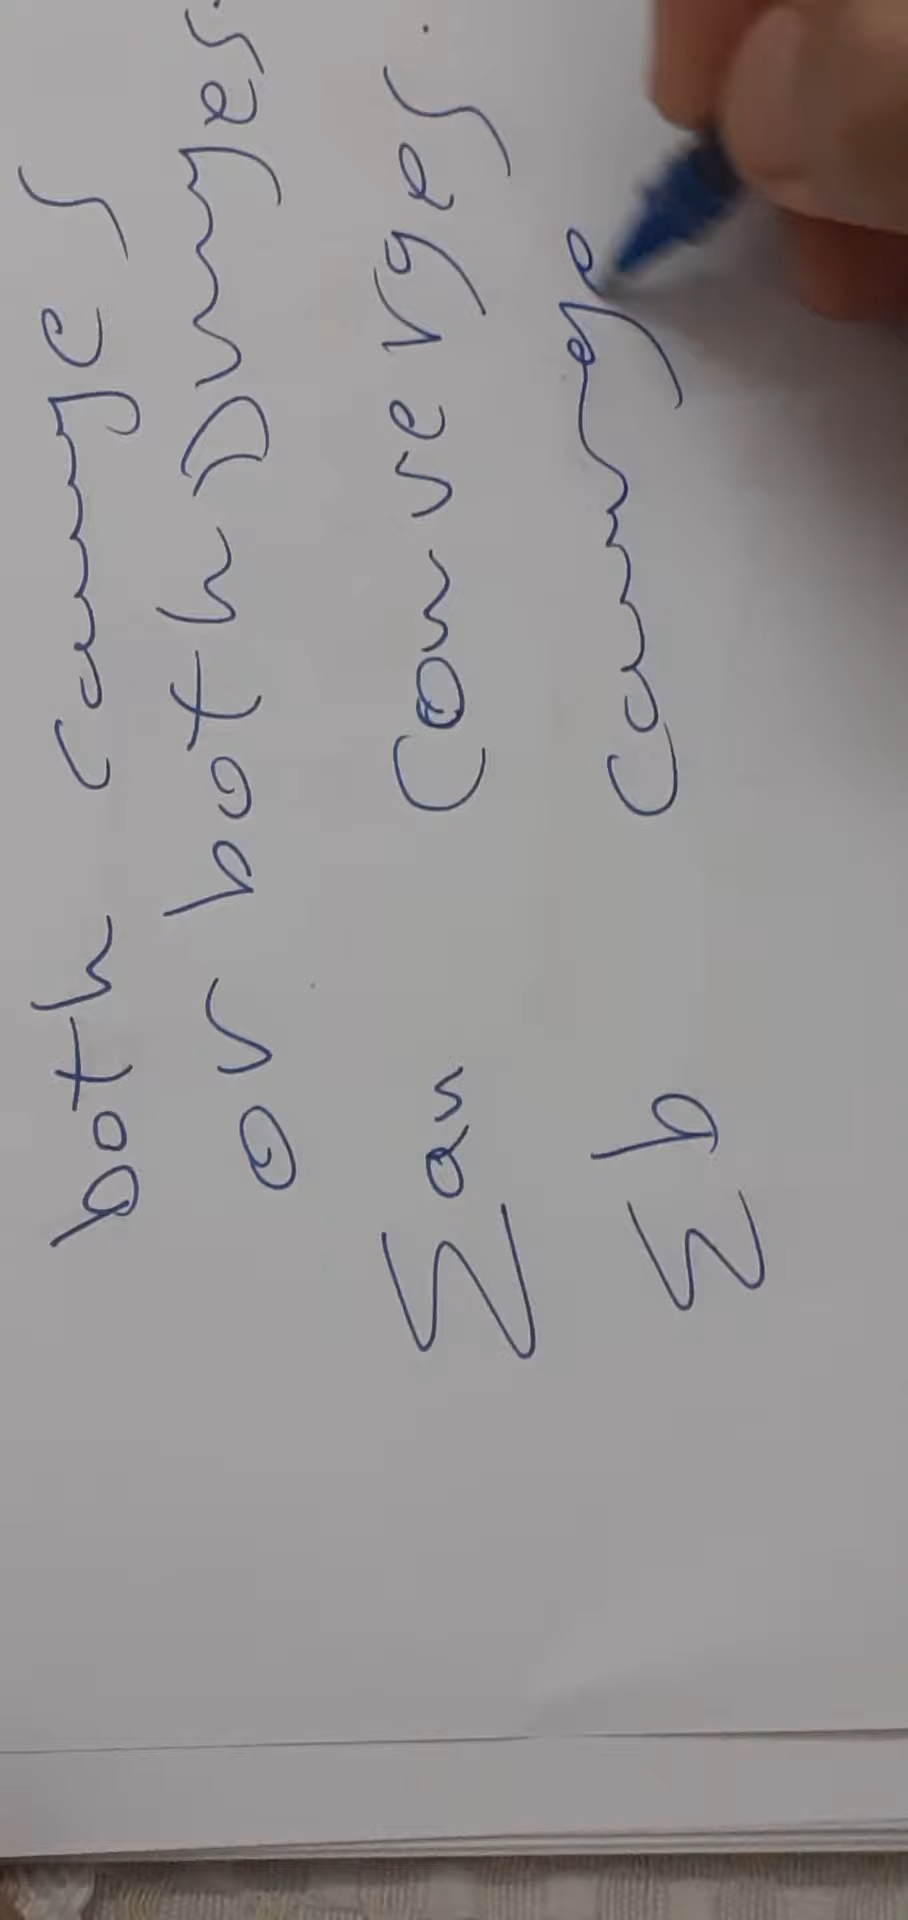 both converges
or both Diverges.
Σan Converges.
Σb converge